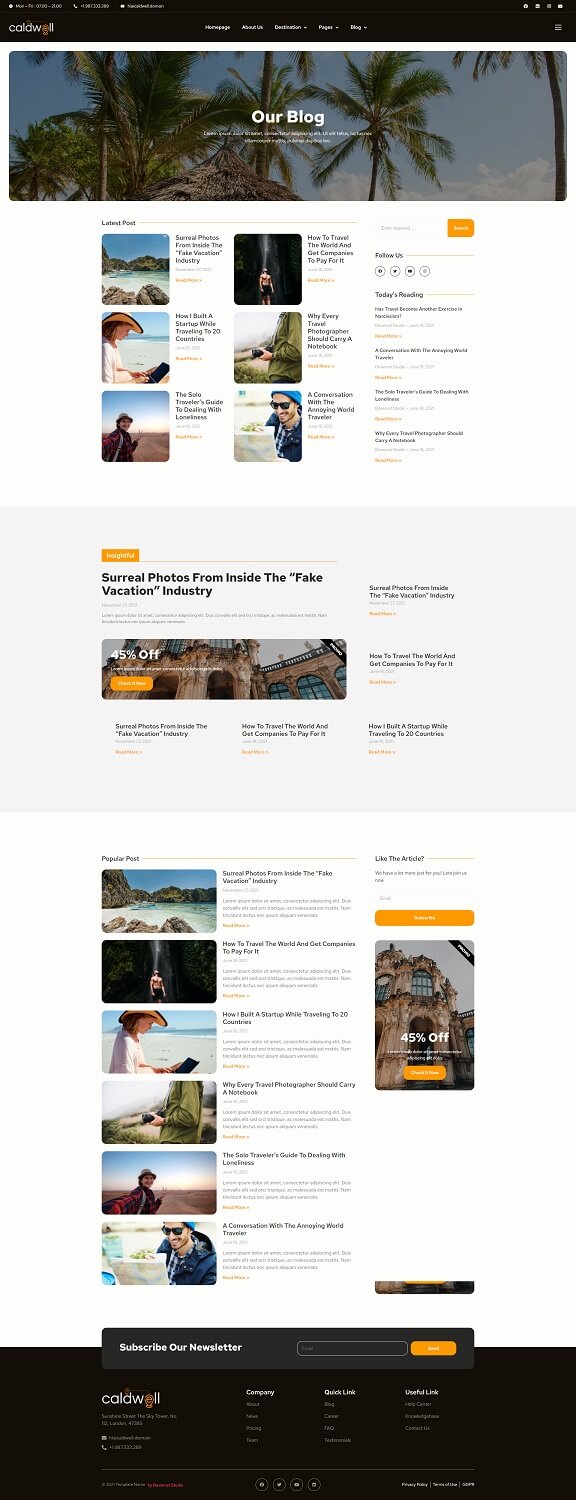 Mon – Fri : 07.00 – 21.00
+1.987.333.289
hi@caldwell.domain
caldwell
Homepage
About Us
Destination
Pages
Blog
Our Blog
Lorem ipsum dolor sit amet, consectetur adipiscing elit. Ut elit tellus, luctus nec
ullamcorper mattis, pulvinar dapibus leo.
Latest Post
Surreal Photos
From Inside The
“Fake Vacation”
Industry
November 27, 2021
Read More »
How To Travel
The World And
Get Companies
To Pay For It
June 18, 2021
Read More »
How I Built A
Startup While
Traveling To 20
Countries
June 18, 2021
Read More »
Why Every
Travel
Photographer
Should Carry A
Notebook
June 18, 2021
Read More »
The Solo
Traveler’s Guide
To Dealing With
Loneliness
June 18, 2021
Read More »
A Conversation
With The
Annoying World
Traveler
June 18, 2021
Read More »
Enter keyword ...
Search
Follow Us
Today’s Reading
Has Travel Become Another Exercise In
Narcissism?
Deverust Studio • June 18, 2021
Read More »
A Conversation With The Annoying World
Traveler
Deverust Studio • June 18, 2021
Read More »
The Solo Traveler’s Guide To Dealing With
Loneliness
Deverust Studio • June 18, 2021
Read More »
Why Every Travel Photographer Should
Carry A Notebook
Deverust Studio • June 18, 2021
Read More »
Insightful
Surreal Photos From Inside The “Fake
Vacation” Industry
November 27, 2021
Lorem ipsum dolor sit amet, consectetur adipiscing elit. Duis convallis elit sed orci tristique, ac malesuada est mattis. Nam
tincidunt lectus nec ipsum aliquam venenatis
45% Off
Lorem ipsum dolor sit amet consectetur adipiscing elit dolor
Check It Now
PROMO
Surreal Photos From Inside
The “Fake Vacation” Industry
November 27, 2021
Read More »
How To Travel The World And
Get Companies To Pay For It
June 18, 2021
Read More »
Surreal Photos From Inside The
“Fake Vacation” Industry
November 27, 2021
Read More »
How To Travel The World And
Get Companies To Pay For It
June 18, 2021
Read More »
How I Built A Startup While
Traveling To 20 Countries
June 18, 2021
Read More »
Popular Post
Surreal Photos From Inside The “Fake
Vacation” Industry
November 27, 2021
Lorem ipsum dolor sit amet, consectetur adipiscing elit. Duis
convallis elit sed orci tristique, ac malesuada est mattis. Nam
tincidunt lectus nec ipsum aliquam venenatis
Read More »
How To Travel The World And Get Companies
To Pay For It
June 18, 2021
Lorem ipsum dolor sit amet, consectetur adipiscing elit. Duis
convallis elit sed orci tristique, ac malesuada est mattis. Nam
tincidunt lectus nec ipsum aliquam venenatis
Read More »
How I Built A Startup While Traveling To 20
Countries
June 18, 2021
Lorem ipsum dolor sit amet, consectetur adipiscing elit. Duis
convallis elit sed orci tristique, ac malesuada est mattis. Nam
tincidunt lectus nec ipsum aliquam venenatis
Read More »
Why Every Travel Photographer Should Carry
A Notebook
June 18, 2021
Lorem ipsum dolor sit amet, consectetur adipiscing elit. Duis
convallis elit sed orci tristique, ac malesuada est mattis. Nam
tincidunt lectus nec ipsum aliquam venenatis
Read More »
The Solo Traveler’s Guide To Dealing With
Loneliness
June 18, 2021
Lorem ipsum dolor sit amet, consectetur adipiscing elit. Duis
convallis elit sed orci tristique, ac malesuada est mattis. Nam
tincidunt lectus nec ipsum aliquam venenatis
Read More »
A Conversation With The Annoying World
Traveler
June 18, 2021
Lorem ipsum dolor sit amet, consectetur adipiscing elit. Duis
convallis elit sed orci tristique, ac malesuada est mattis. Nam
tincidunt lectus nec ipsum aliquam venenatis
Read More »
Like The Article?
We have a lot more just for you! Lets join us
now
Email
Subscribe
PROMO
45% Off
Lorem ipsum dolor sit amet consectetur
adipiscing elit dolor
Check It Now
Subscribe Our Newsletter
Email
Send
caldwell
Sunshine Street The Sky Tower, No.
112, London, 47385
hi@caldwell.domain
+1.987.333.289
Company
About
News
Pricing
Team
Quick Link
Blog
Career
FAQ
Testimonials
Useful Link
Help Center
Knowledgebase
Contact Us
© 2021 Template Name by Deverust Studio
Privacy Policy | Terms of Use | GDPR